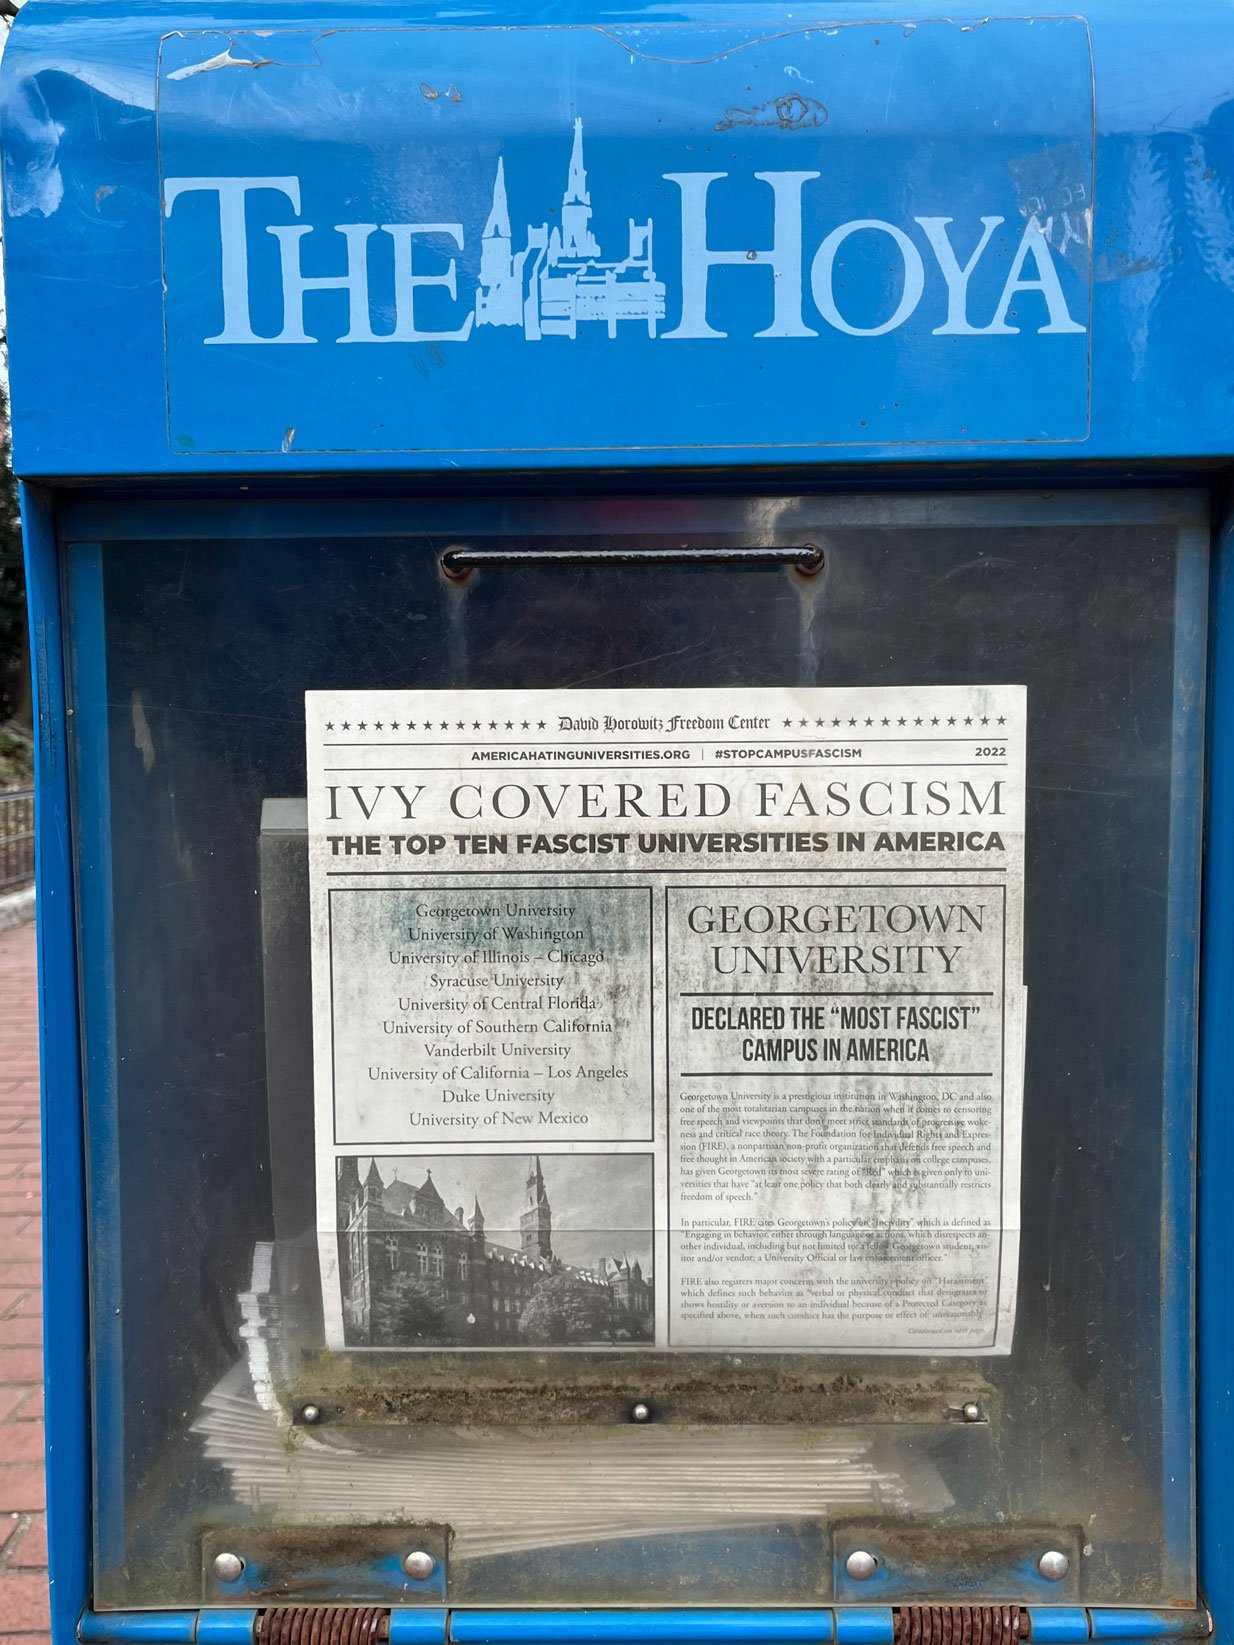 THE HOYA
David Horowitz Freedom Center
AMERICAHATINGUNIVERSITIES.ORG | #STOPCAMPUSFASCISM 2022
IVY COVERED FASCISM
THE TOP TEN FASCIST UNIVERSITIES IN AMERICA
Georgetown University
University of Washington
University of Illinois – Chicago
Syracuse University
University of Central Florida
University of Southern California
Vanderbilt University
University of California – Los Angeles
Duke University
University of New Mexico
GEORGETOWN
UNIVERSITY
DECLARED THE “MOST FASCIST”
CAMPUS IN AMERICA
Georgetown University is a prestigious institution in Washington, DC and also
one of the most totalitarian campuses in the nation when it comes to censoring
free speech and viewpoints that don't meet strict standards of progressive woke-
ness and critical race theory. The Foundation for Individual Rights and Expres-
sion (FIRE), a nonpartisan non-profit organization that defends free speech and
free thought in American society with a particular emphasis on college campuses,
has given Georgetown its most severe rating of “Red” which is given only to uni-
versities that have “at least one policy that both clearly and substantially restricts
freedom of speech.”
In particular, FIRE cites Georgetown's policy on “Incivility” which is defined as
“Engaging in behavior, either through language or actions, which disrespects an-
other individual, including but not limited to a fellow Georgetown student, vis-
itor and/or vendor; a University Official or law enforcement officer.”
FIRE also registers major concern with the university policy on “Harassment”
which defines such behavior as “verbal or physical conduct that denigrates or
shows hostility or aversion to an individual because of a Protected Category as
specified above, when such conduct has the purpose or effect of: unreasonably
Continued on next page